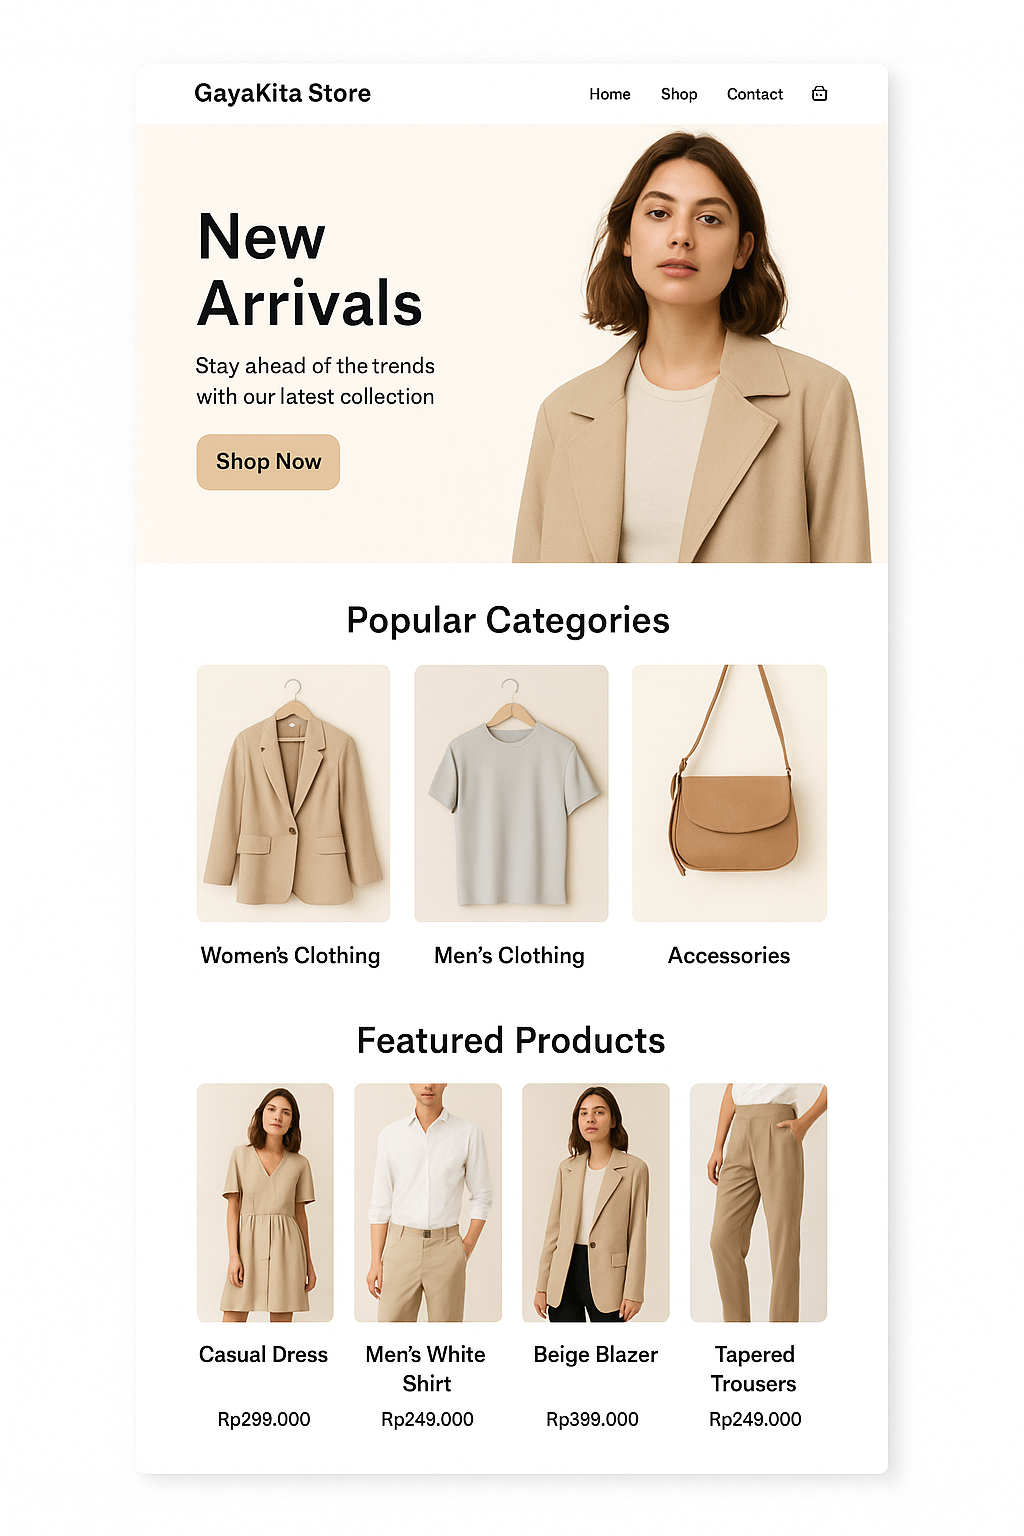 GayaKita Store
Home Shop Contact
New
Arrivals
Stay ahead of the trends
with our latest collection
Shop Now
Popular Categories
Women's Clothing
Men's Clothing
Accessories
Featured Products
Casual Dress
Men's White
Shirt
Beige Blazer
Tapered
Trousers
Rp299.000
Rp249.000
Rp399.000
Rp249.000